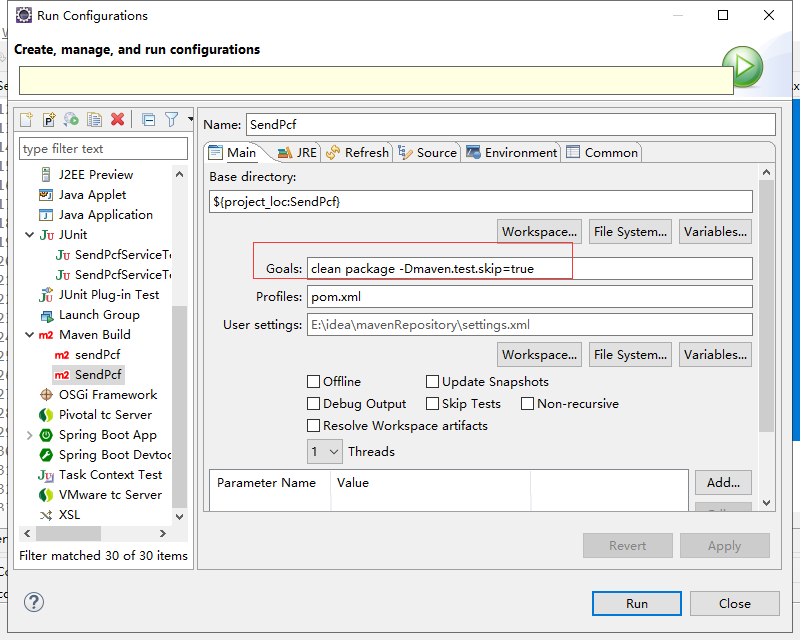 Run Configurations
Create, manage, and run configurations
type filter text
J2EE Preview
Java Applet
Java Application
JUnit
SendPcfServiceTe
SendPcfServiceTe
JUnit Plug-in Test
Launch Group
Maven Build
sendPcf
SendPcf
OSGi Framework
Pivotal tc Server
Spring Boot App
Spring Boot Devtoo
Task Context Test
VMware tc Server
XSL
Filter matched 30 of 30 items
Name: SendPcf
Main JRE Refresh Source Environment Common
Base directory:
${project_loc:SendPcf}
Workspace... File System... Variables...
Goals: clean package -Dmaven.test.skip=true
Profiles: pom.xml
User settings: E:\idea\mavenRepository\settings.xml
Workspace... File System... Variables...
Offline Update Snapshots
Debug Output Skip Tests Non-recursive
Resolve Workspace artifacts
1 Threads
Parameter Name Value
Add...
Revert Apply
Run Close